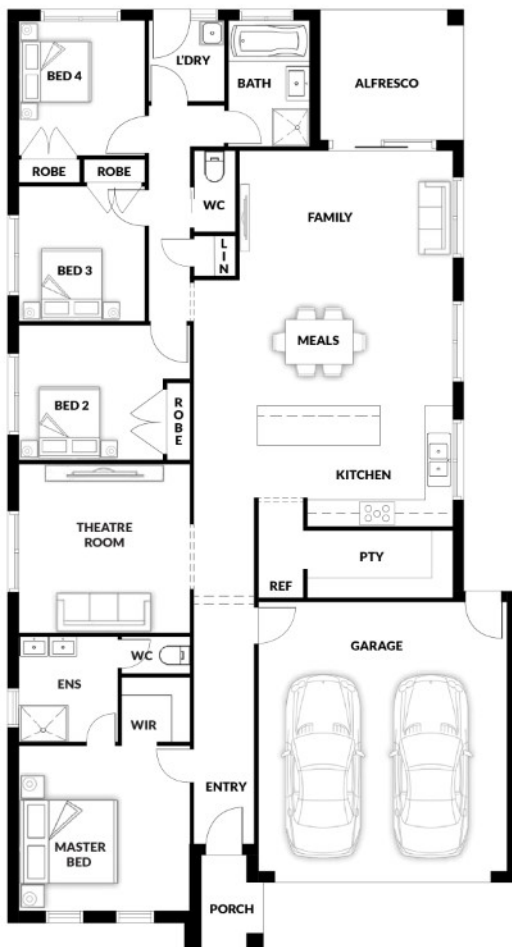 BED 4
L'DRY
BATH
ALFRESCO
ROBE
ROBE
WC
FAMILY
LIN
BED 3
MEALS
BED 2
ROBE
KITCHEN
THEATRE
ROOM
PTY
REF
GARAGE
WC
ENS
WIR
ENTRY
MASTER
BED
PORCH